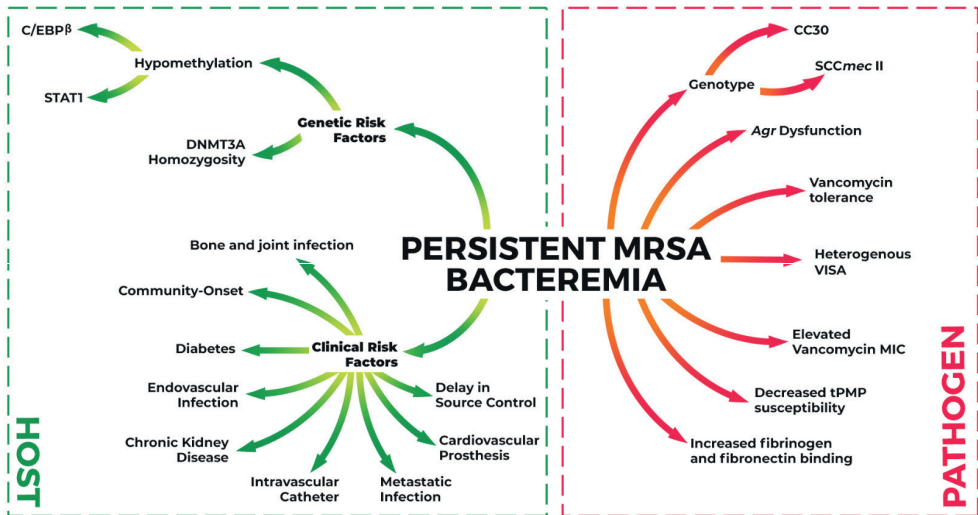 C/EBPβ
Hypomethylation
STAT1
Genetic Risk
Factors
DNMT3A
Homozygosity
Bone and joint infection
Community-Onset
Diabetes
Clinical Risk
Factors
Endovascular
Infection
Delay in
Source Control
Chronic Kidney
Disease
Cardiovascular
Prosthesis
Intravascular
Catheter
Metastatic
Infection
HOST
PERSISTENT MRSA
BACTEREMIA
CC30
SCCmec II
Genotype
Agr Dysfunction
Vancomycin
tolerance
Heterogenous
VISA
Elevated
Vancomycin MIC
Decreased tPMP
susceptibility
Increased fibrinogen
and fibronectin binding
PATHOGEN